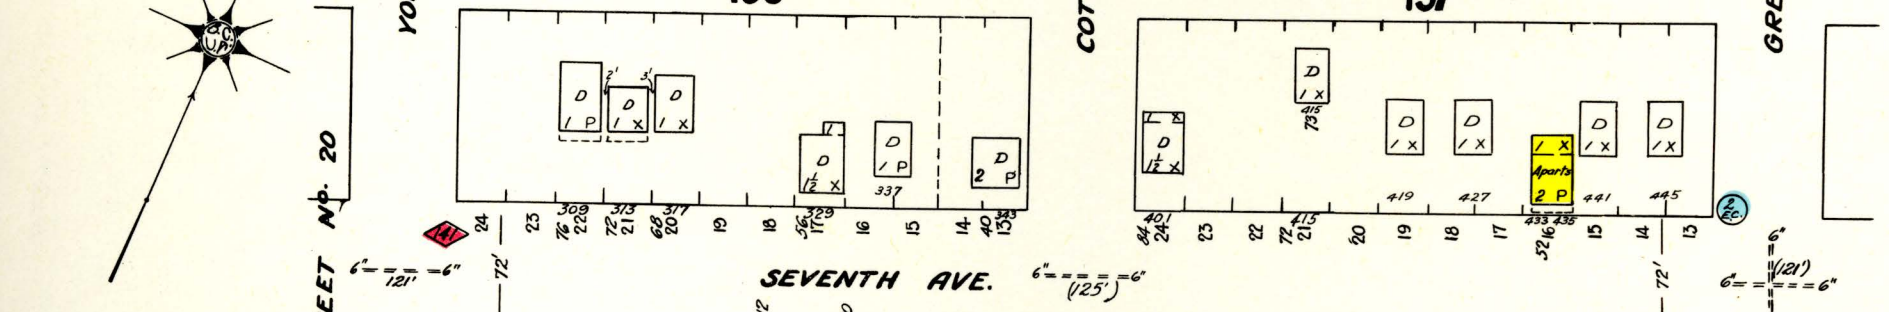 d.c.
U.P.
EET No. 20
YO
COT
GRE
D
1 P
2'
D
1 X
3'
D
1 X
1
D
1½ X
D
1 P
337
D
2 P
1 X
D
1½ X
D
1 X
415
73
D
1 X
419
D
1 X
427
1 X
Aparts
2 P
D
1 X
441
D
1 X
445
309 313 317 329 343
76 72 68 56 40
24 23 22 21 20 19 18 17 16 15 14 13
401 415 433 435
84 72 52
24 23 22 21 20 19 18 17 16 15 14 13
141
2
E.C.
6" = = = = 6"
121'
72'
SEVENTH AVE.
6" = = = = = 6"
(125')
72'
6"
(121')
6" = = = = = 6"